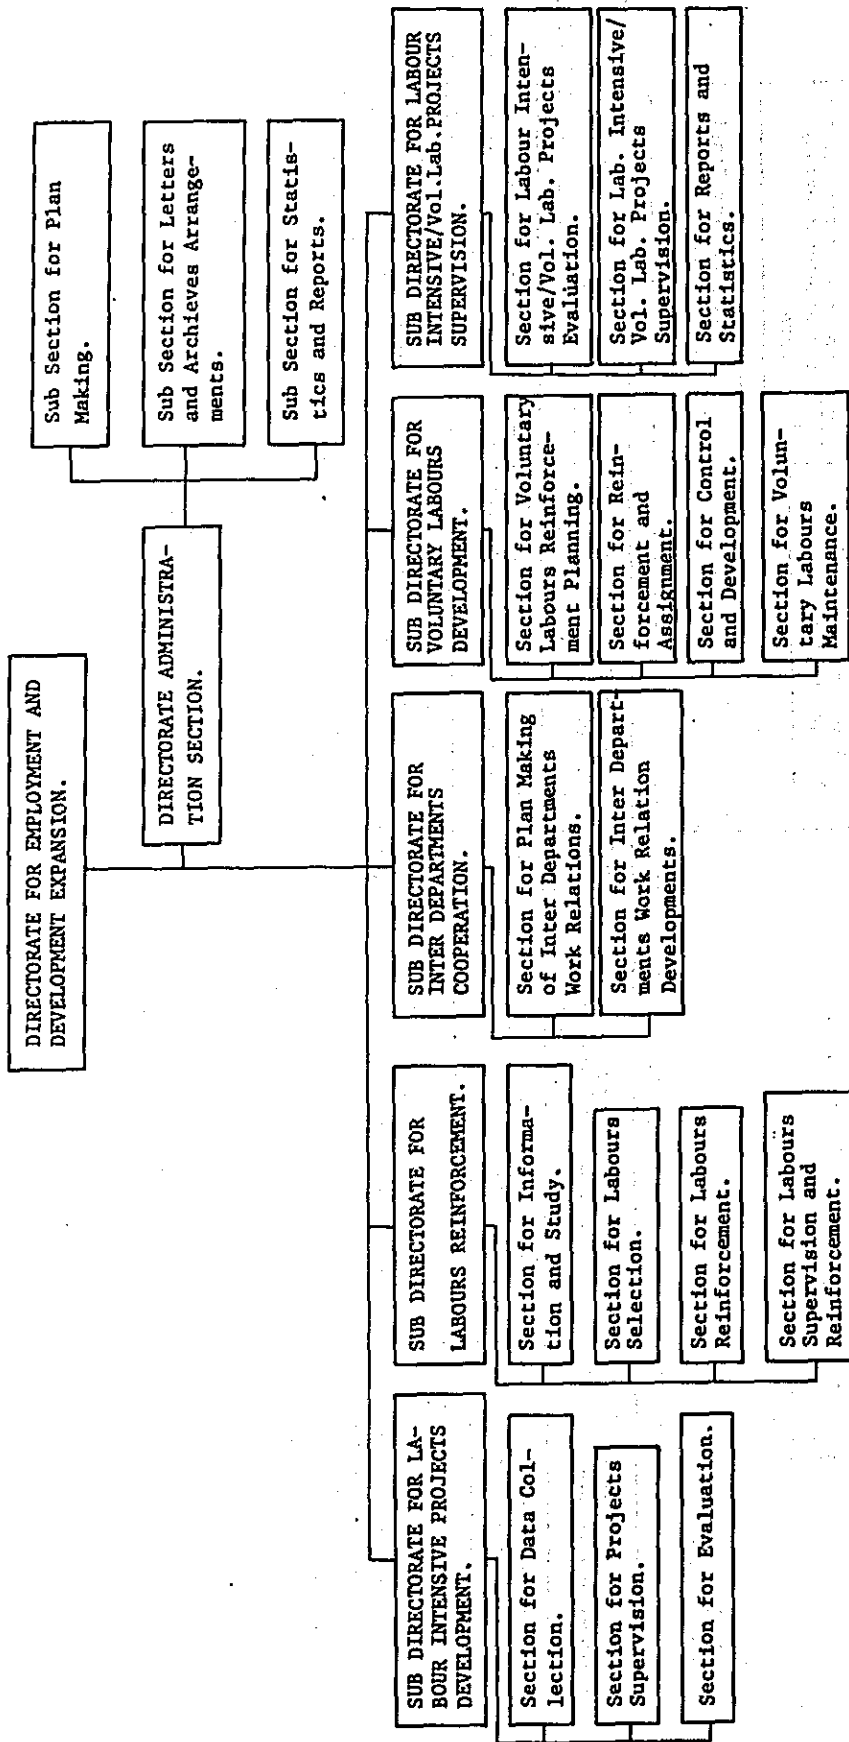 DIRECTORATE FOR EMPLOYMENT AND
DEVELOPMENT EXPANSION.
DIRECTORATE ADMINISTRA-
TION SECTION.
Sub Section for Plan
Making.
Sub Section for Letters
and Archieves Arrange-
ments.
Sub Section for Statis-
tics and Reports.
SUB DIRECTORATE FOR LA-
BOUR INTENSIVE PROJECTS
DEVELOPMENT.
Section for Data Col-
lection.
Section for Projects
Supervision.
Section for Evaluation.
SUB DIRECTORATE FOR
LABOURS REINFORCEMENT.
Section for Informa-
tion and Study.
Section for Labours
Selection.
Section for Labours
Reinforcement.
Section for Labours
Supervision and
Reinforcement.
SUB DIRECTORATE FOR
INTER DEPARTMENTS
COOPERATION.
Section for Plan Making
of Inter Departments
Work Relations.
Section for Inter Depart-
ments Work Relation
Developments.
SUB DIRECTORATE FOR
VOLUNTARY LABOURS
DEVELOPMENT.
Section for Voluntary
Labours Reinforce-
ment Planning.
Section for Rein-
forcement and
Assignment.
Section for Control
and Development.
Section for Volun-
tary Labours
Maintenance.
SUB DIRECTORATE FOR LABOUR
INTENSIVE/Vol.Lab.PROJECTS
SUPERVISION.
Section for Labour Inten-
sive/Vol. Lab. Projects
Evaluation.
Section for Lab. Intensive/
Vol. Lab. Projects
Supervision.
Section for Reports and
Statistics.